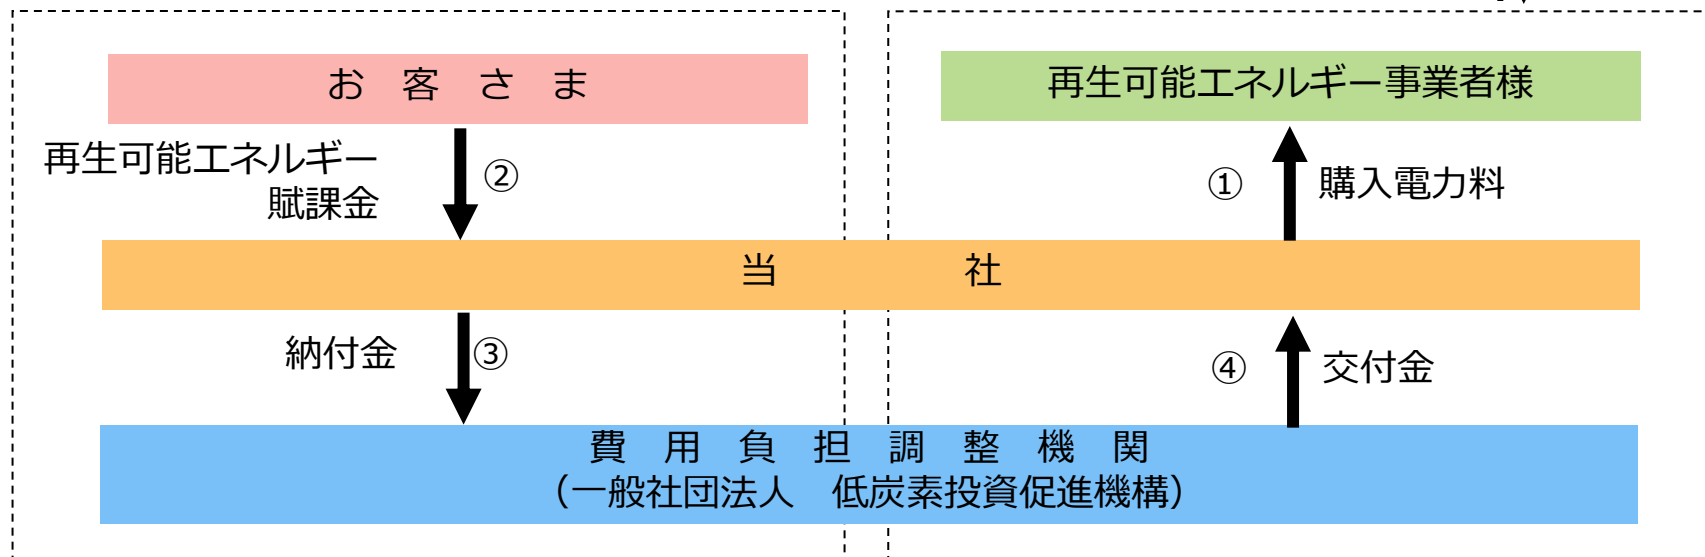 お　客　さ　ま
再生可能エネルギー事業者様
再生可能エネルギー
賦課金
②
①
購入電力料
当　　　　　社
納付金
③
④
交付金
費　用　負　担　調　整　機　関
（一般社団法人　低炭素投資促進機構）